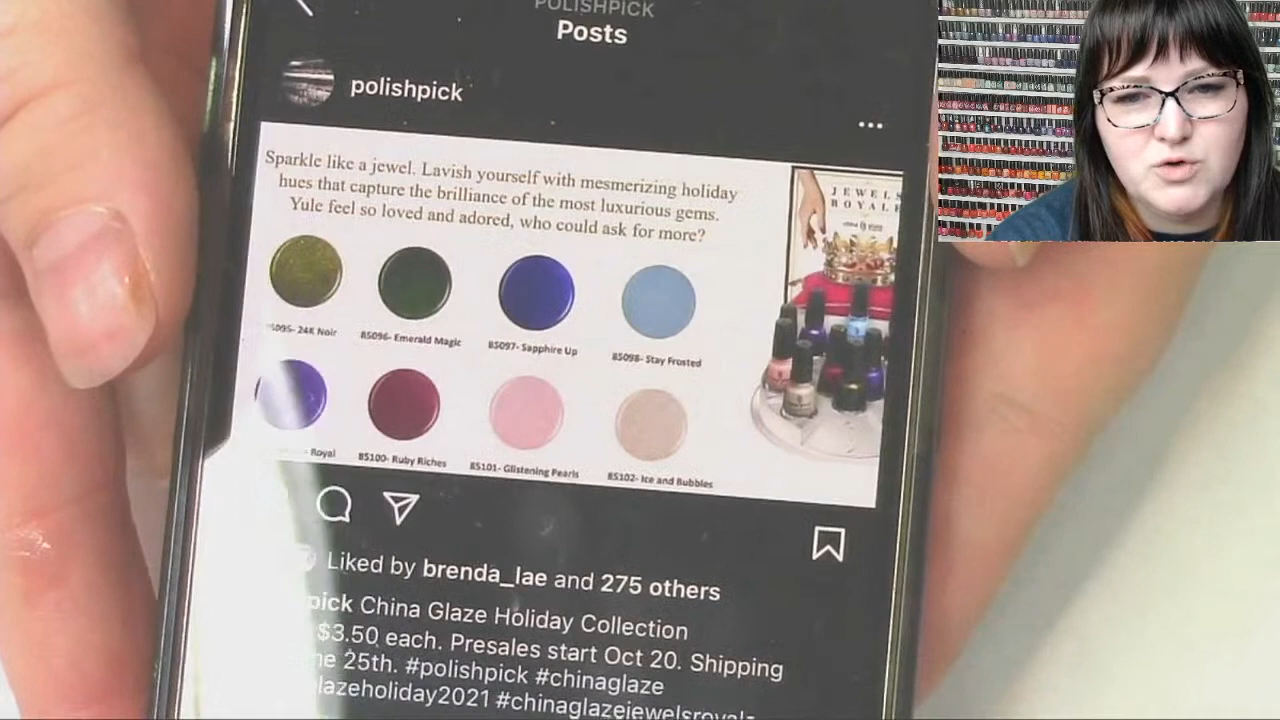 POLISHPICK
Posts
polishpick
Sparkle like a jewel. Lavish yourself with mesmerizing holiday
hues that capture the brilliance of the most luxurious gems.
Yule feel so loved and adored, who could ask for more?
JEWELS
ROYALE
24K Noir
85096- Emerald Magic
85097- Sapphire Up
85098- Stay Frosted
- Royal
85100- Ruby Riches
85101- Glistening Pearls
85102- Ice and Bubbles
Liked by brenda_lae and 275 others
pick China Glaze Holiday Collection
$3.50 each. Presales start Oct 20. Shipping
25th. #polishpick #chinaglaze
lazeholiday2021 #chinaglazejewelsroyal